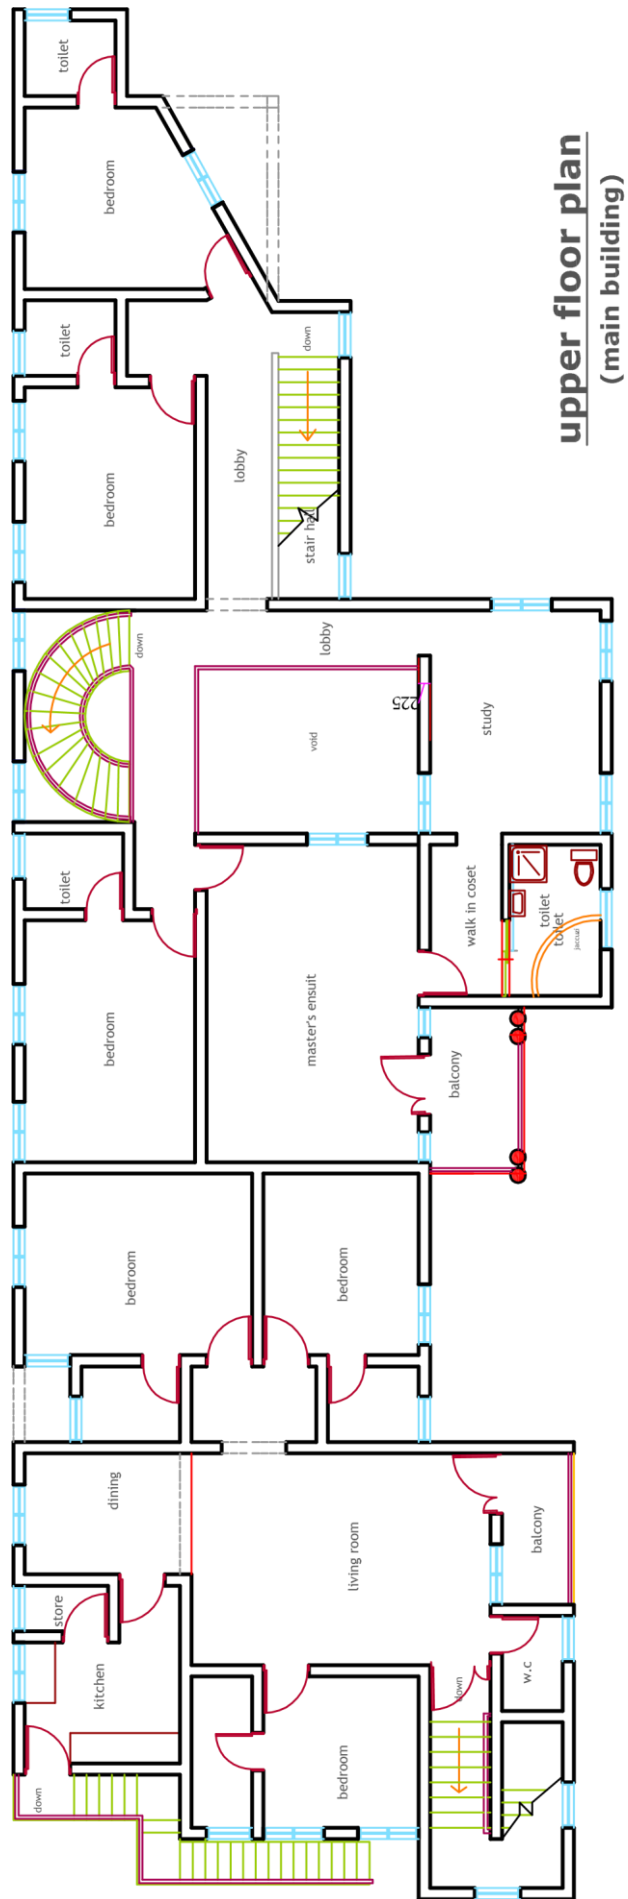 upper floor plan
(main building)
toilet
bedroom
toilet
down
lobby
bedroom
stair hall
down
lobby
225
study
void
toilet
walk in coset
toilet
toilet
jaccuzi
master's ensuit
bedroom
balcony
bedroom
bedroom
dining
living room
balcony
store
w.c
kitchen
down
bedroom
down